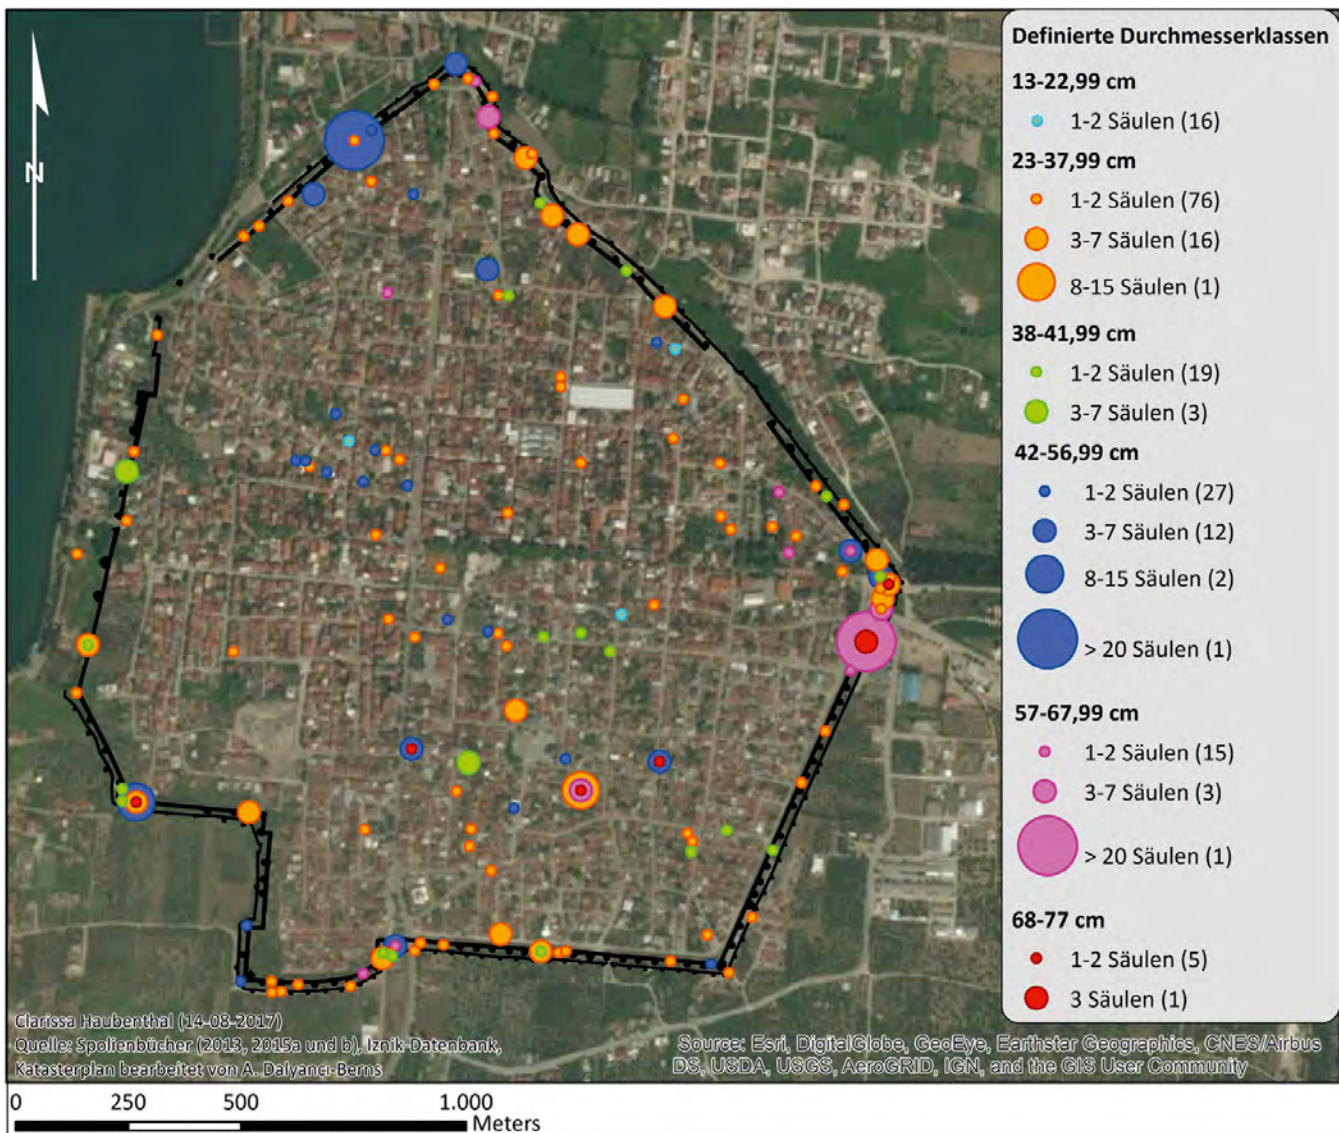 N
Definierte Durchmesserklassen
13-22,99 cm
1-2 Säulen (16)
23-37,99 cm
1-2 Säulen (76)
3-7 Säulen (16)
8-15 Säulen (1)
38-41,99 cm
1-2 Säulen (19)
3-7 Säulen (3)
42-56,99 cm
1-2 Säulen (27)
3-7 Säulen (12)
8-15 Säulen (2)
> 20 Säulen (1)
57-67,99 cm
1-2 Säulen (15)
3-7 Säulen (3)
> 20 Säulen (1)
68-77 cm
1-2 Säulen (5)
3 Säulen (1)
Clarissa Haubenthal (14-08-2017)
Quelle: Spolienbücher (2013, 2015a und b), Iznik-Datenbank,
Katasterplan bearbeitet von A. Dalyancı-Berns
Source: Esri, DigitalGlobe, GeoEye, Earthstar Geographics, CNES/Airbus
DS, USDA, USGS, AeroGRID, IGN, and the GIS User Community
0 250 500 1.000
Meters